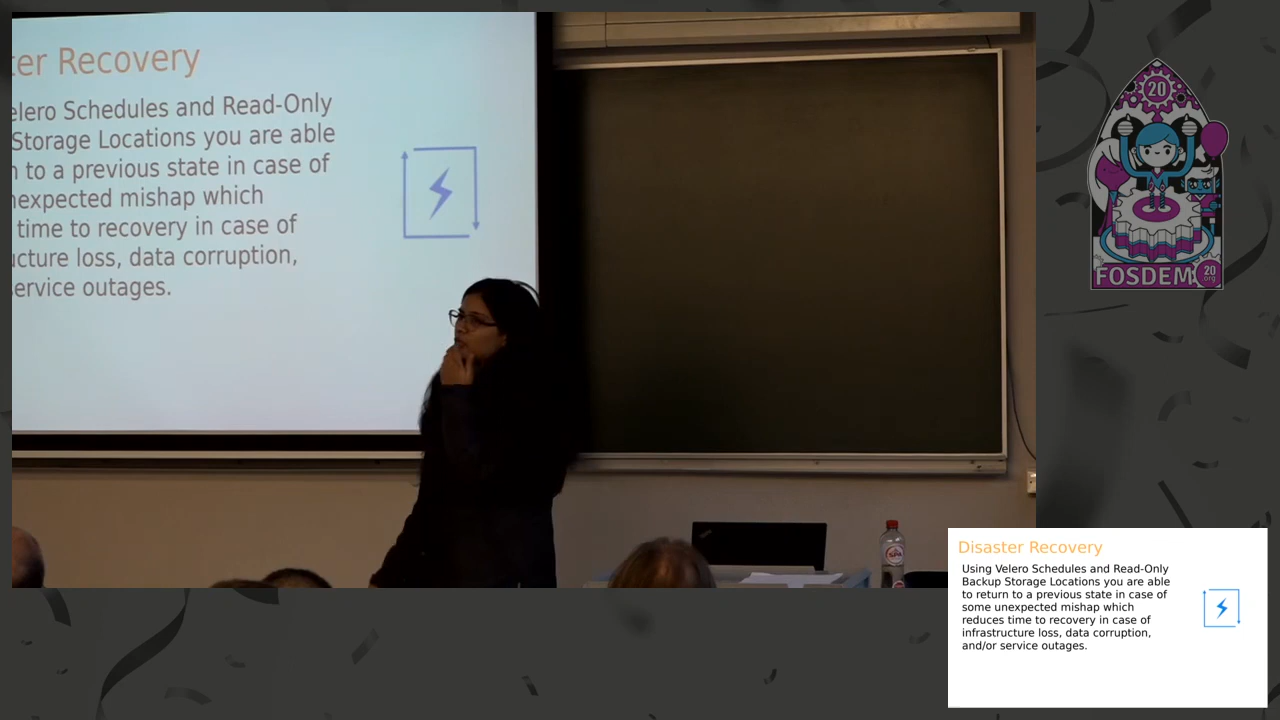 ter Recovery
elero Schedules and Read-Only
Storage Locations you are able
n to a previous state in case of
nexpected mishap which
time to recovery in case of
ucture loss, data corruption,
ervice outages.
20
FOSDEM
20
.org
Disaster Recovery
Using Velero Schedules and Read-Only
Backup Storage Locations you are able
to return to a previous state in case of
some unexpected mishap which
reduces time to recovery in case of
infrastructure loss, data corruption,
and/or service outages.